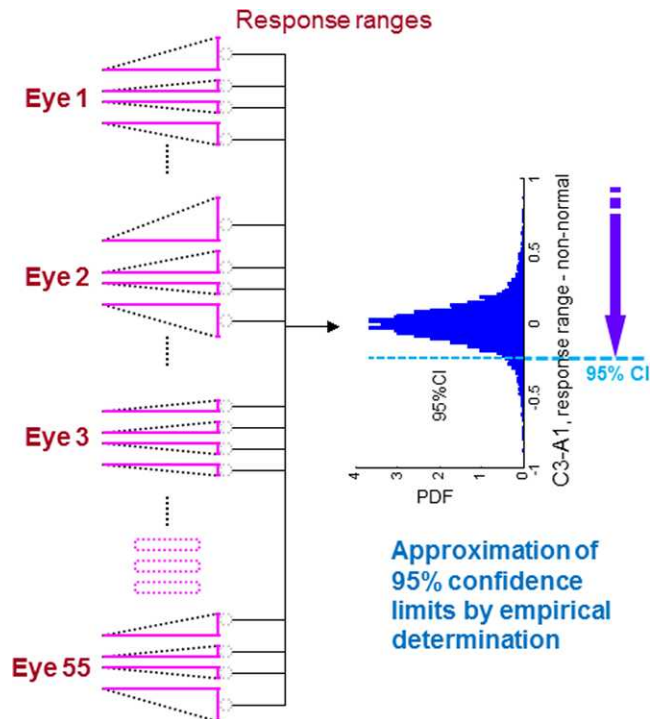 Response ranges
Eye 1
Eye 2
Eye 3
Eye 55
1
0.5
0
-0.5
-1
C3-A1, response range - non-normal
95%CI
95% CI
4
3
2
1
0
PDF
Approximation of
95% confidence
limits by empirical
determination